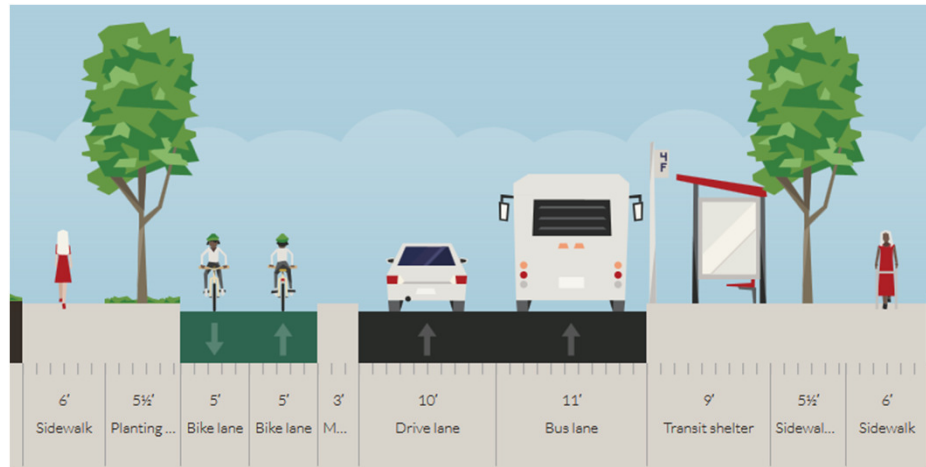 4
F
6' 5½' 5' 5' 3' 10' 11' 9' 5½' 6'
Sidewalk Planting ... Bike lane Bike lane M... Drive lane Bus lane Transit shelter Sidewal... Sidewalk